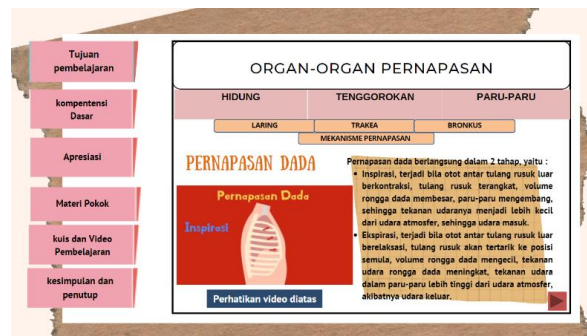 Tujuan
pembelajaran
kompentensi
Dasar
Apresiasi
Materi Pokok
kuis dan Video
Pembelajaran
kesimpulan dan
penutup
ORGAN-ORGAN PERNAPASAN
HIDUNG TENGGOROKAN PARU-PARU
LARING TRAKEA BRONKUS
MEKANISME PERNAPASAN
PERNAPASAN DADA
Pernapasan Dada
Inspirasi
Perhatikan video diatas
Pernapasan dada berlangsung dalam 2 tahap, yaitu :
• Inspirasi, terjadi bila otot antar tulang rusuk luar
berkontraksi, tulang rusuk terangkat, volume
rongga dada membesar, paru-paru mengembang,
sehingga tekanan udaranya menjadi lebih kecil
dari udara atmosfer, sehingga udara masuk.
• Ekspirasi, terjadi bila otot antar tulang rusuk luar
berelaksasi, tulang rusuk akan tertarik ke posisi
semula, volume rongga dada mengecil, tekanan
udara rongga dada meningkat, tekanan udara
dalam paru-paru lebih tinggi dari udara atmosfer,
akibatnya udara keluar.